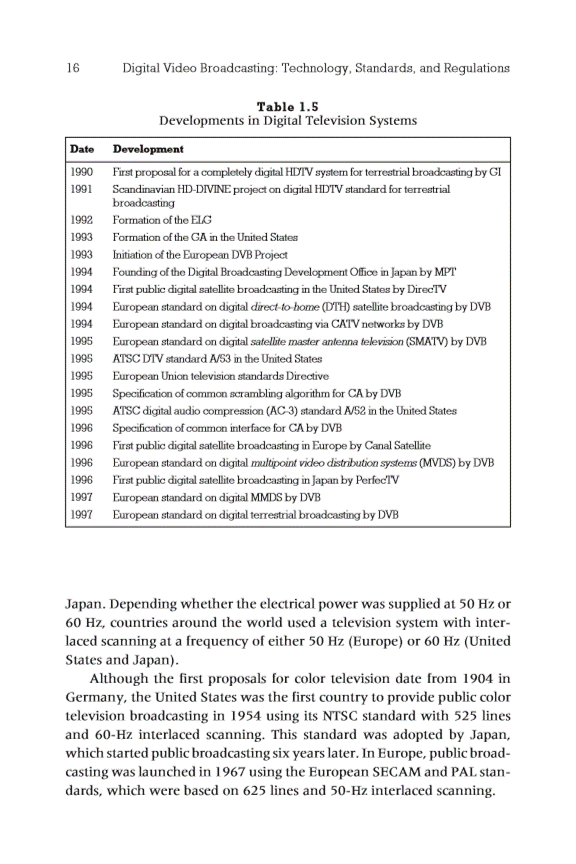 16 Digital Video Broadcasting: Technology, Standards, and Regulations
Table 1.5
Developments in Digital Television Systems
Date Development
1990 First proposal for a completely digital HDTV system for terrestrial broadcasting by GI
1991 Scandinavian HD-DIVINE project on digital HDTV standard for terrestrial
broadcasting
1992 Formation of the ELG
1993 Formation of the GA in the United States
1993 Initiation of the European DVB Project
1994 Founding of the Digital Broadcasting Development Office in Japan by MPT
1994 First public digital satellite broadcasting in the United States by DirecTV
1994 European standard on digital direct-to-home (DTH) satellite broadcasting by DVB
1994 European standard on digital broadcasting via CATV networks by DVB
1995 European standard on digital satellite master antenna television (SMATV) by DVB
1995 ATSC DTV standard A/53 in the United States
1995 European Union television standards Directive
1995 Specification of common scrambling algorithm for CA by DVB
1995 ATSC digital audio compression (AC-3) standard A/52 in the United States
1996 Specification of common interface for CA by DVB
1996 First public digital satellite broadcasting in Europe by Canal Satellite
1996 European standard on digital multipoint video distribution systems (MVDS) by DVB
1996 First public digital satellite broadcasting in Japan by PerfecTV
1997 European standard on digital MMDS by DVB
1997 European standard on digital terrestrial broadcasting by DVB
Japan. Depending whether the electrical power was supplied at 50 Hz or
60 Hz, countries around the world used a television system with inter-
laced scanning at a frequency of either 50 Hz (Europe) or 60 Hz (United
States and Japan).
Although the first proposals for color television date from 1904 in
Germany, the United States was the first country to provide public color
television broadcasting in 1954 using its NTSC standard with 525 lines
and 60-Hz interlaced scanning. This standard was adopted by Japan,
which started public broadcasting six years later. In Europe, public broad-
casting was launched in 1967 using the European SECAM and PAL stan-
dards, which were based on 625 lines and 50-Hz interlaced scanning.